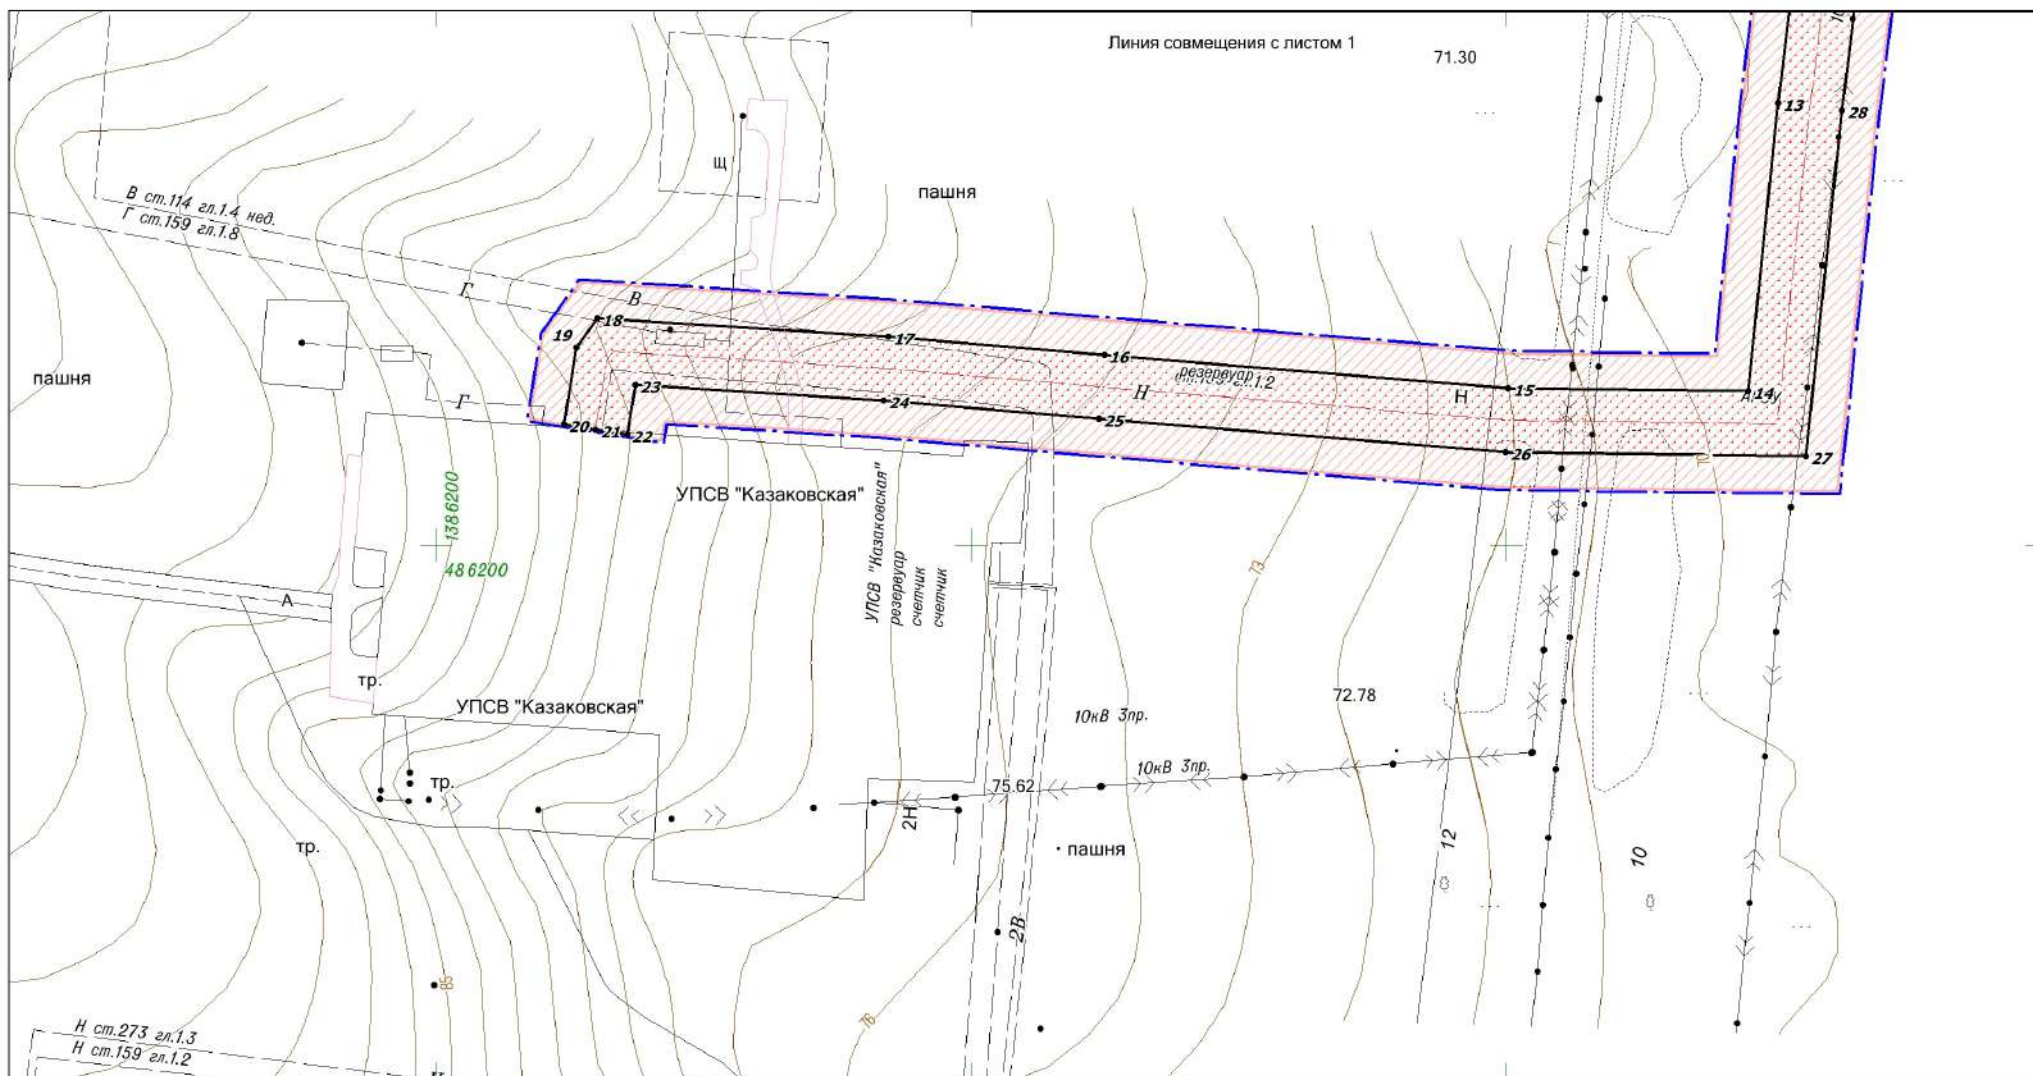 Линия совмещения с листом 1
71.30
13
28
Щ
пашня
В ст.114 гл.1.4 нед.
Г ст.159 гл.1.8
Г
В
18
19
17
16
резервуар
гл.1.2
Н
Н
15
14
пашня
23
24
25
Г
20
21
22
26
27
УПСВ "Казаковская"
138 6200
48 6200
УПСВ "Казаковская"
резервуар
счетчик
счетчик
73
А
тр.
УПСВ "Казаковская"
72.78
10кВ 3пр.
10кВ 3пр.
тр.
75.62
2Н
тр.
пашня
12
10
2В
85
76
Н ст.273 гл.1.3
Н ст.159 гл.1.2